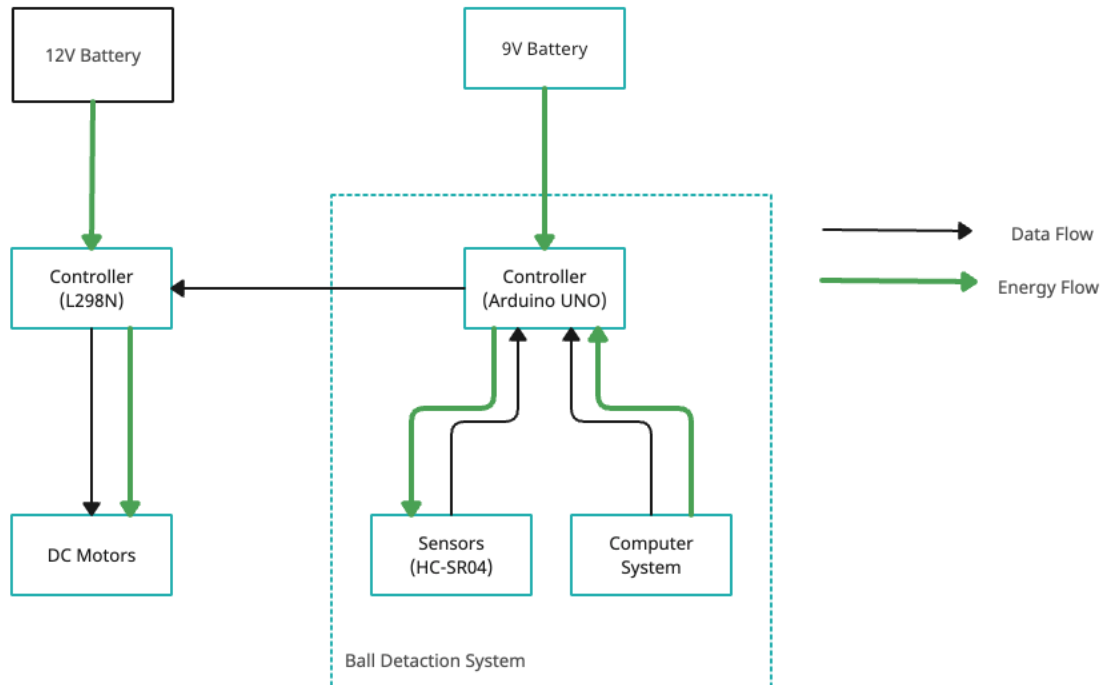 12V Battery
9V Battery
Controller
(L298N)
Controller
(Arduino UNO)
Data Flow
Energy Flow
DC Motors
Sensors
(HC-SR04)
Computer
System
Ball Detaction System